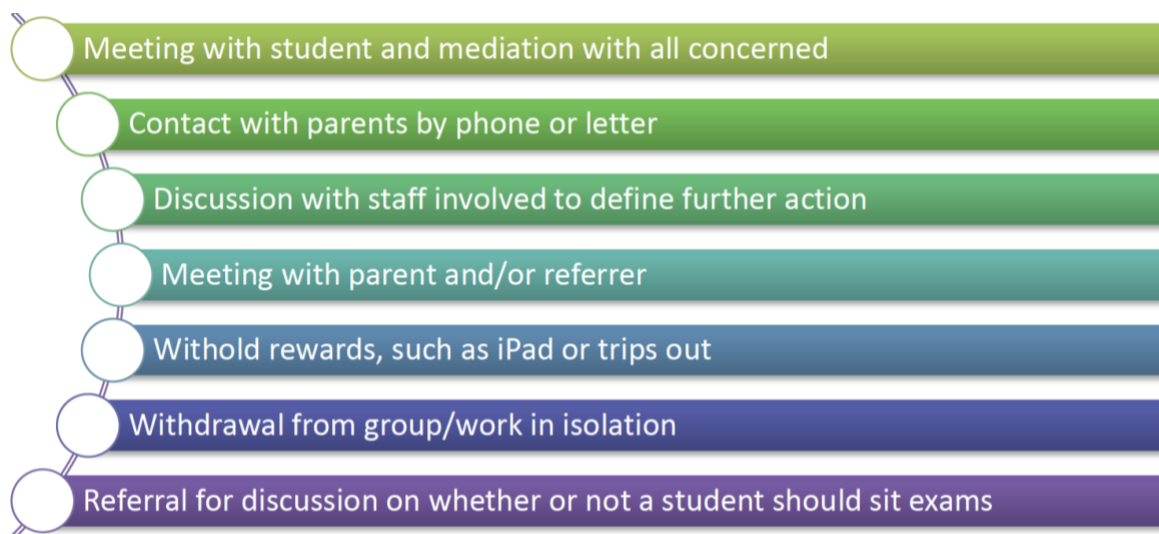 Meeting with student and mediation with all concerned
Contact with parents by phone or letter
Discussion with staff involved to define further action
Meeting with parent and/or referrer
Withold rewards, such as iPad or trips out
Withdrawal from group/work in isolation
Referral for discussion on whether or not a student should sit exams